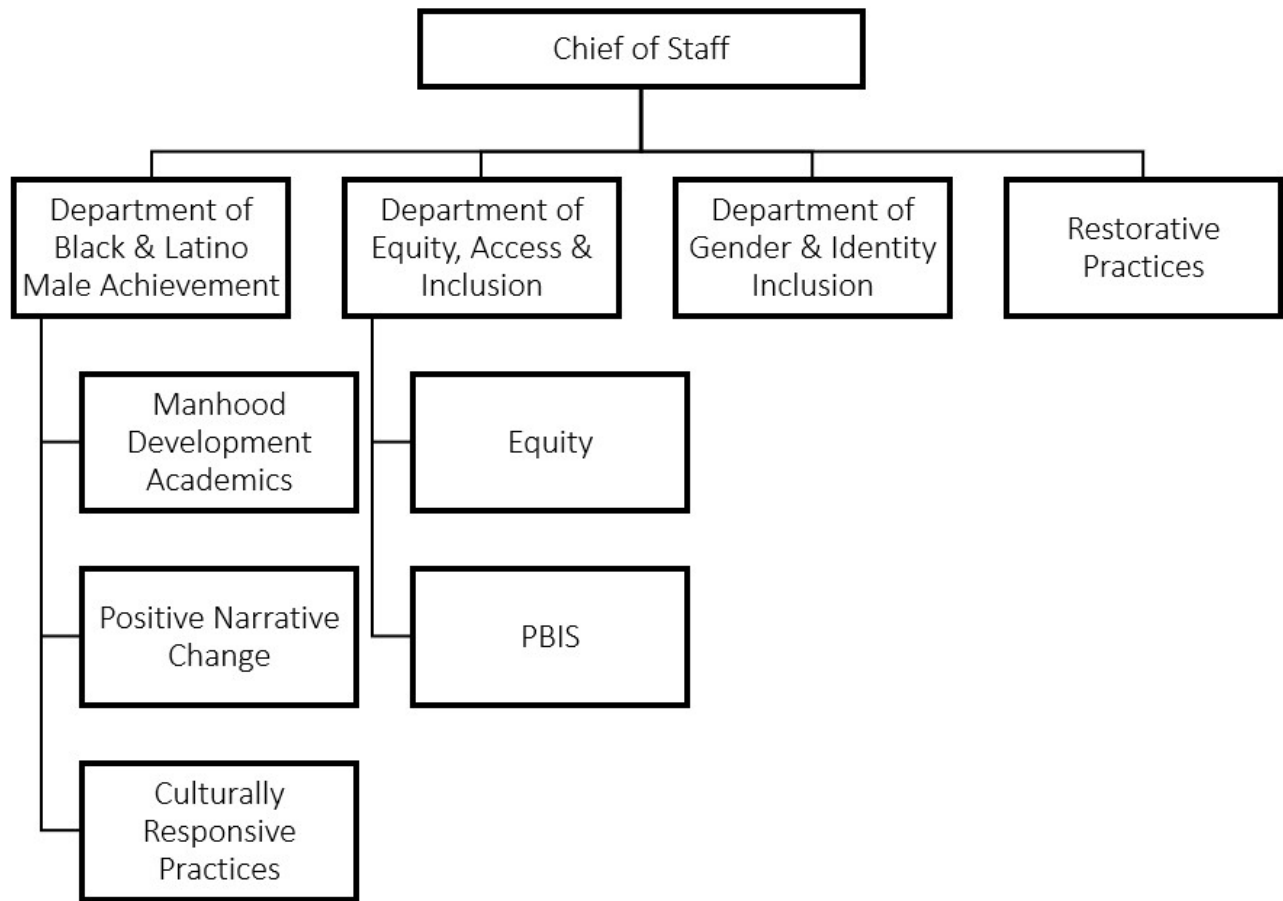 Chief of Staff
Department of
Black & Latino
Male Achievement
Department of
Equity, Access &
Inclusion
Department of
Gender & Identity
Inclusion
Restorative
Practices
Manhood
Development
Academics
Equity
Positive Narrative
Change
PBIS
Culturally
Responsive
Practices